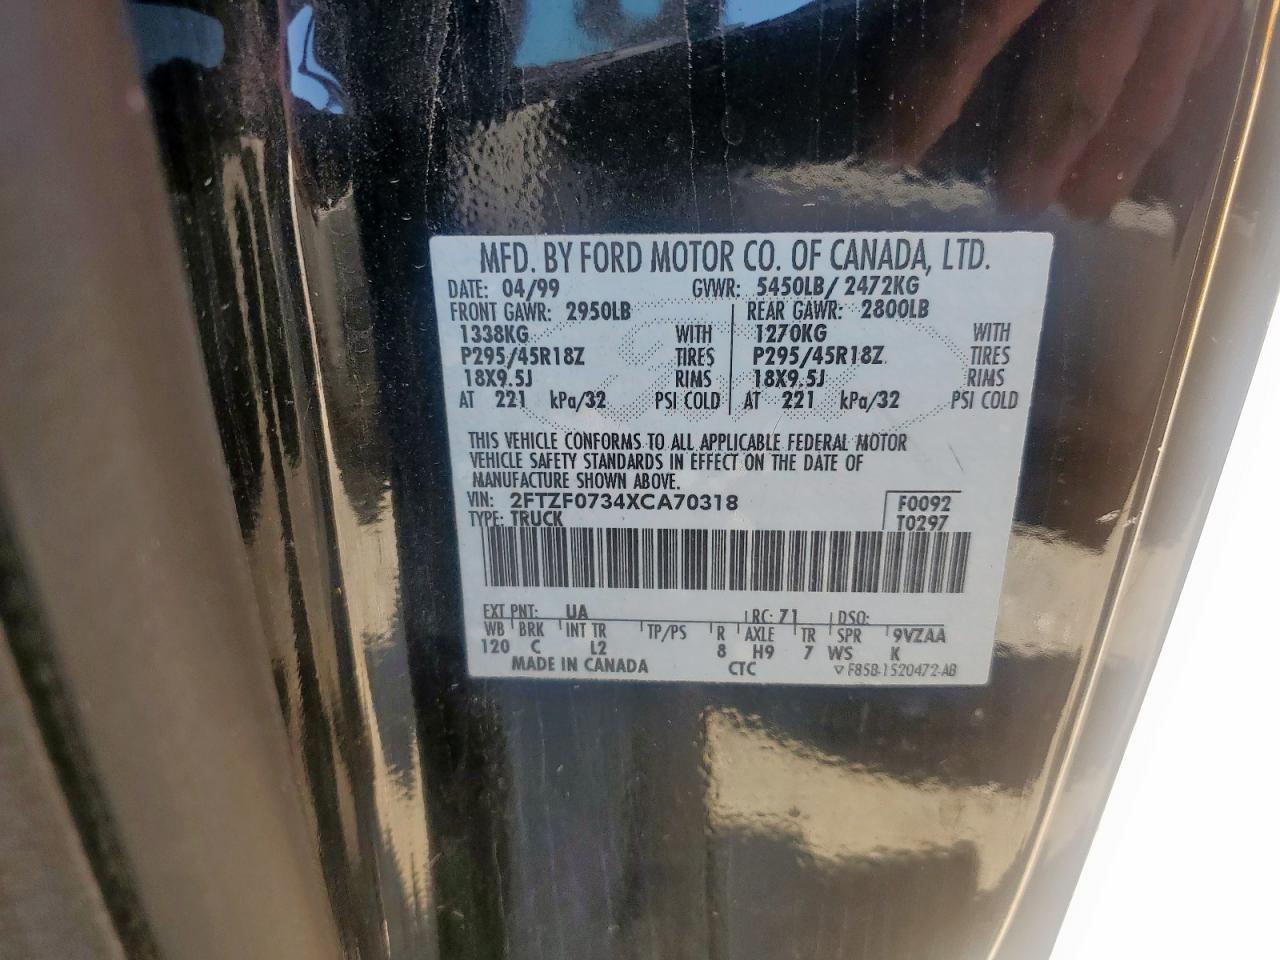 MFD. BY FORD MOTOR CO. OF CANADA, LTD.
DATE: 04/99 GVWR: 5450LB/ 2472KG
FRONT GAWR: 2950LB REAR GAWR: 2800LB
1338KG WITH 1270KG WITH
P295/45R18Z TIRES P295/45R18Z TIRES
18X9.5J RIMS 18X9.5J RIMS
AT 221 kPa/32 PSI COLD AT 221 kPa/32 PSI COLD
THIS VEHICLE CONFORMS TO ALL APPLICABLE FEDERAL MOTOR
VEHICLE SAFETY STANDARDS IN EFFECT ON THE DATE OF
MANUFACTURE SHOWN ABOVE.
VIN: 2FTZF0734XCA70318 F0092
TYPE: TRUCK T0297
EXT PNT: UA RC: 71 DSO:
WB BRK INT TR TP/PS R AXLE TR SPR 9VZAA
120 C L2 8 H9 7 WS K
MADE IN CANADA CTC ▽ F85B-1520472-AB